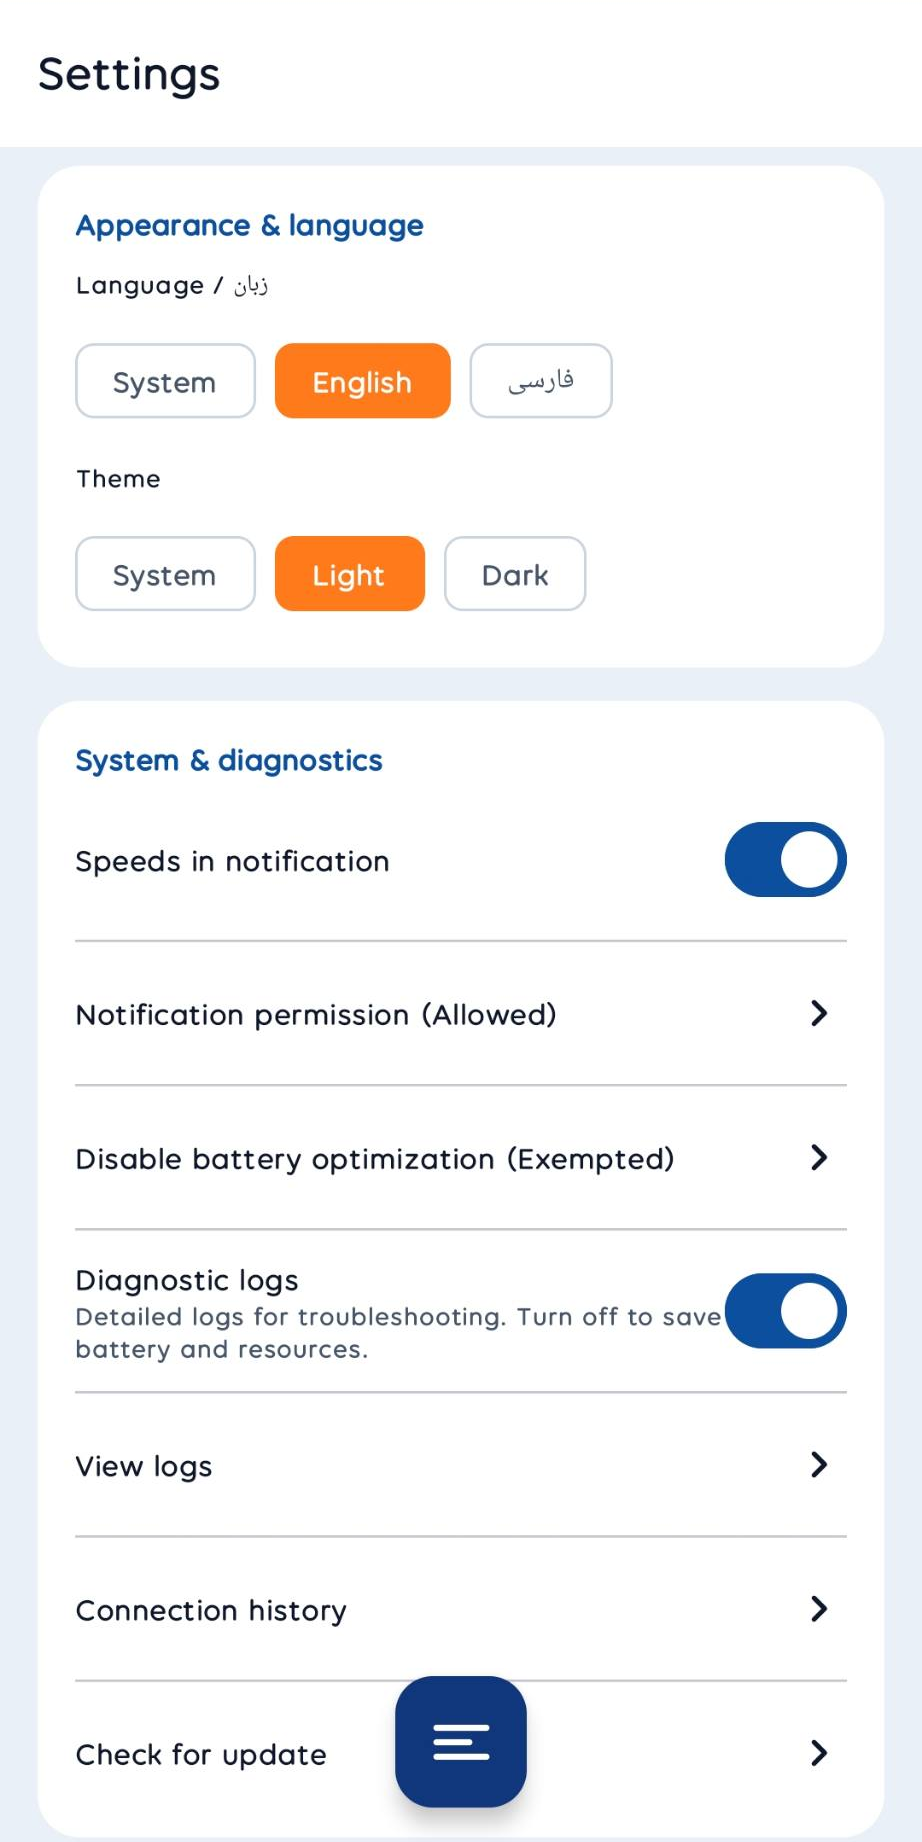 Settings
Appearance & language
Language / زبان
System
English
فارسی
Theme
System
Light
Dark
System & diagnostics
Speeds in notification
Notification permission (Allowed)
Disable battery optimization (Exempted)
Diagnostic logs
Detailed logs for troubleshooting. Turn off to save
battery and resources.
View logs
Connection history
Check for update